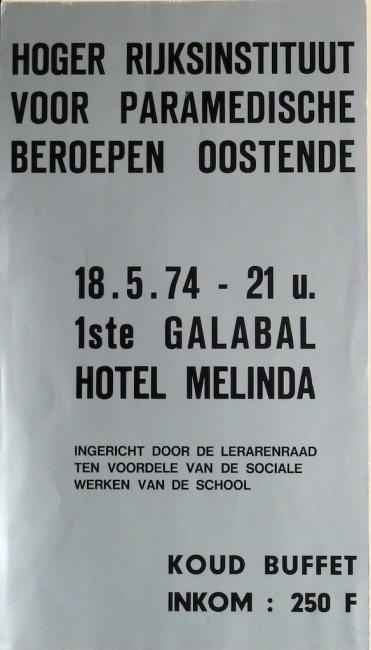 HOGER RIJKSINSTITUUT
VOOR PARAMEDISCHE
BEROEPEN OOSTENDE
18.5.74 - 21 u.
1ste GALABAL
HOTEL MELINDA
INGERICHT DOOR DE LERARENRAAD
TEN VOORDELE VAN DE SOCIALE
WERKEN VAN DE SCHOOL
KOUD BUFFET
INKOM : 250 F